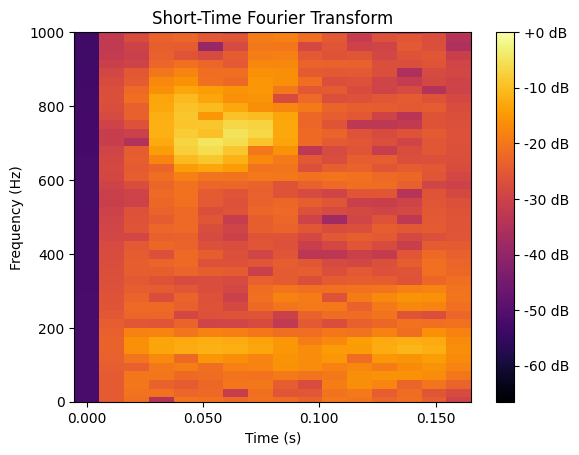 Short-Time Fourier Transform
1000
800
600
400
200
0
Frequency (Hz)
0.000
0.050
0.100
0.150
Time (s)
+0 dB
-10 dB
-20 dB
-30 dB
-40 dB
-50 dB
-60 dB